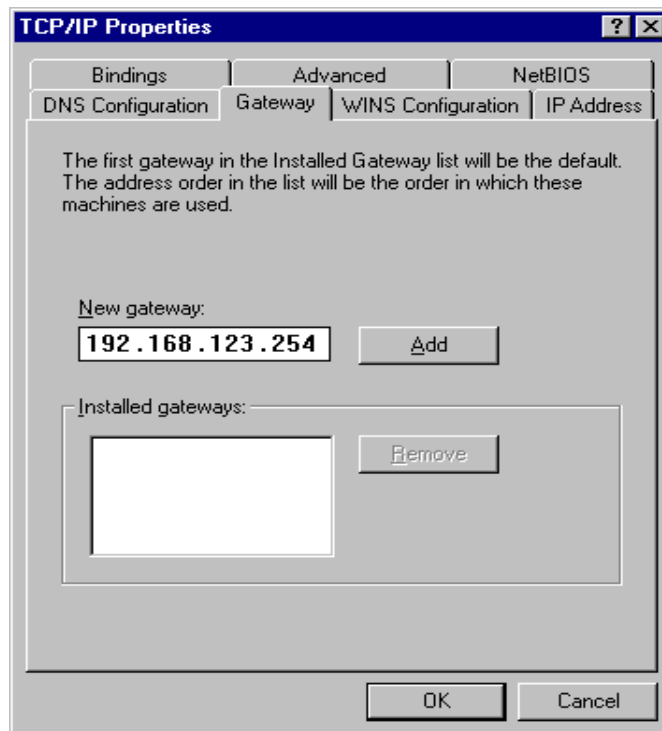 TCP/IP Properties
? X
Bindings Advanced NetBIOS
DNS Configuration Gateway WINS Configuration IP Address
The first gateway in the Installed Gateway list will be the default.
The address order in the list will be the order in which these
machines are used.
New gateway:
192.168.123.254 Add
Installed gateways:
Remove
OK Cancel